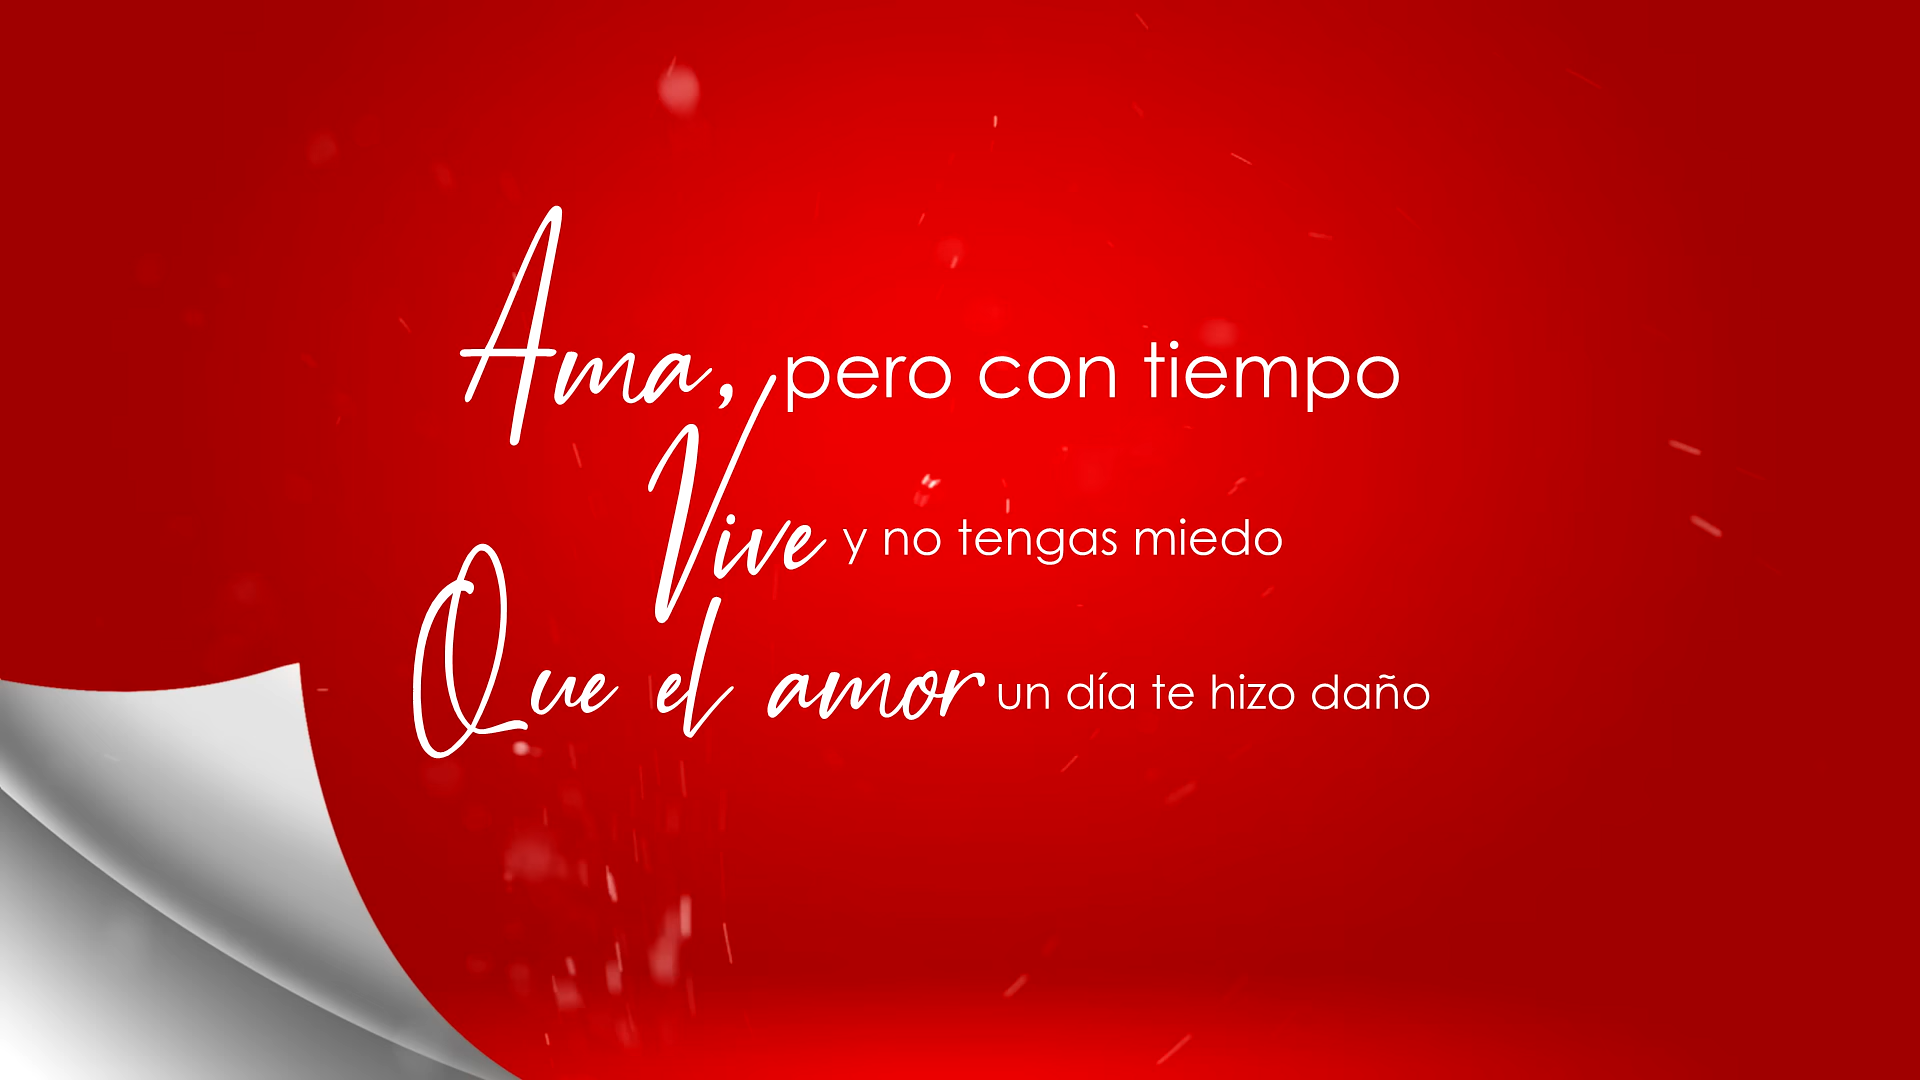 Ama, pero con tiempo
Vive y no tengas miedo
Que el amor un día te hizo daño